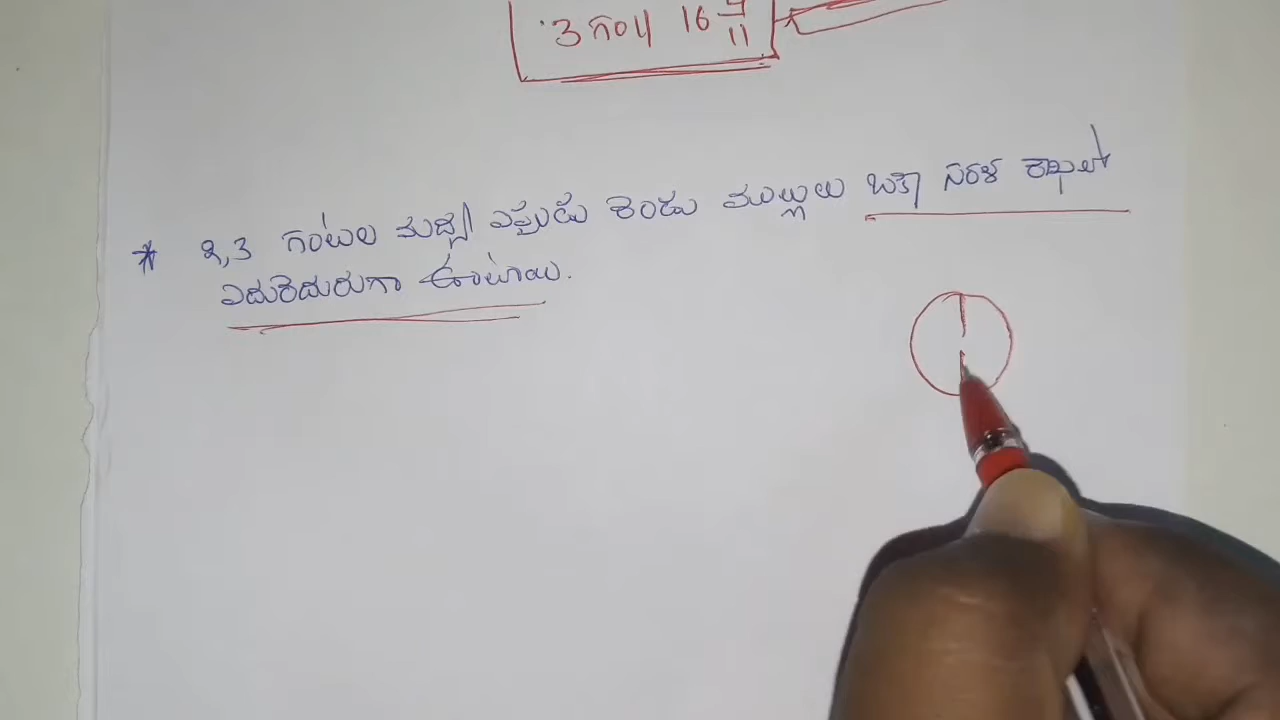 3 గం॥ 16 4/11
* 2,3 గంటల మధ్య ఎప్పుడు రెండు ముల్లులు ఒకే సరళ రేఖలో
ఎదురెదురుగా ఉంటాయి.